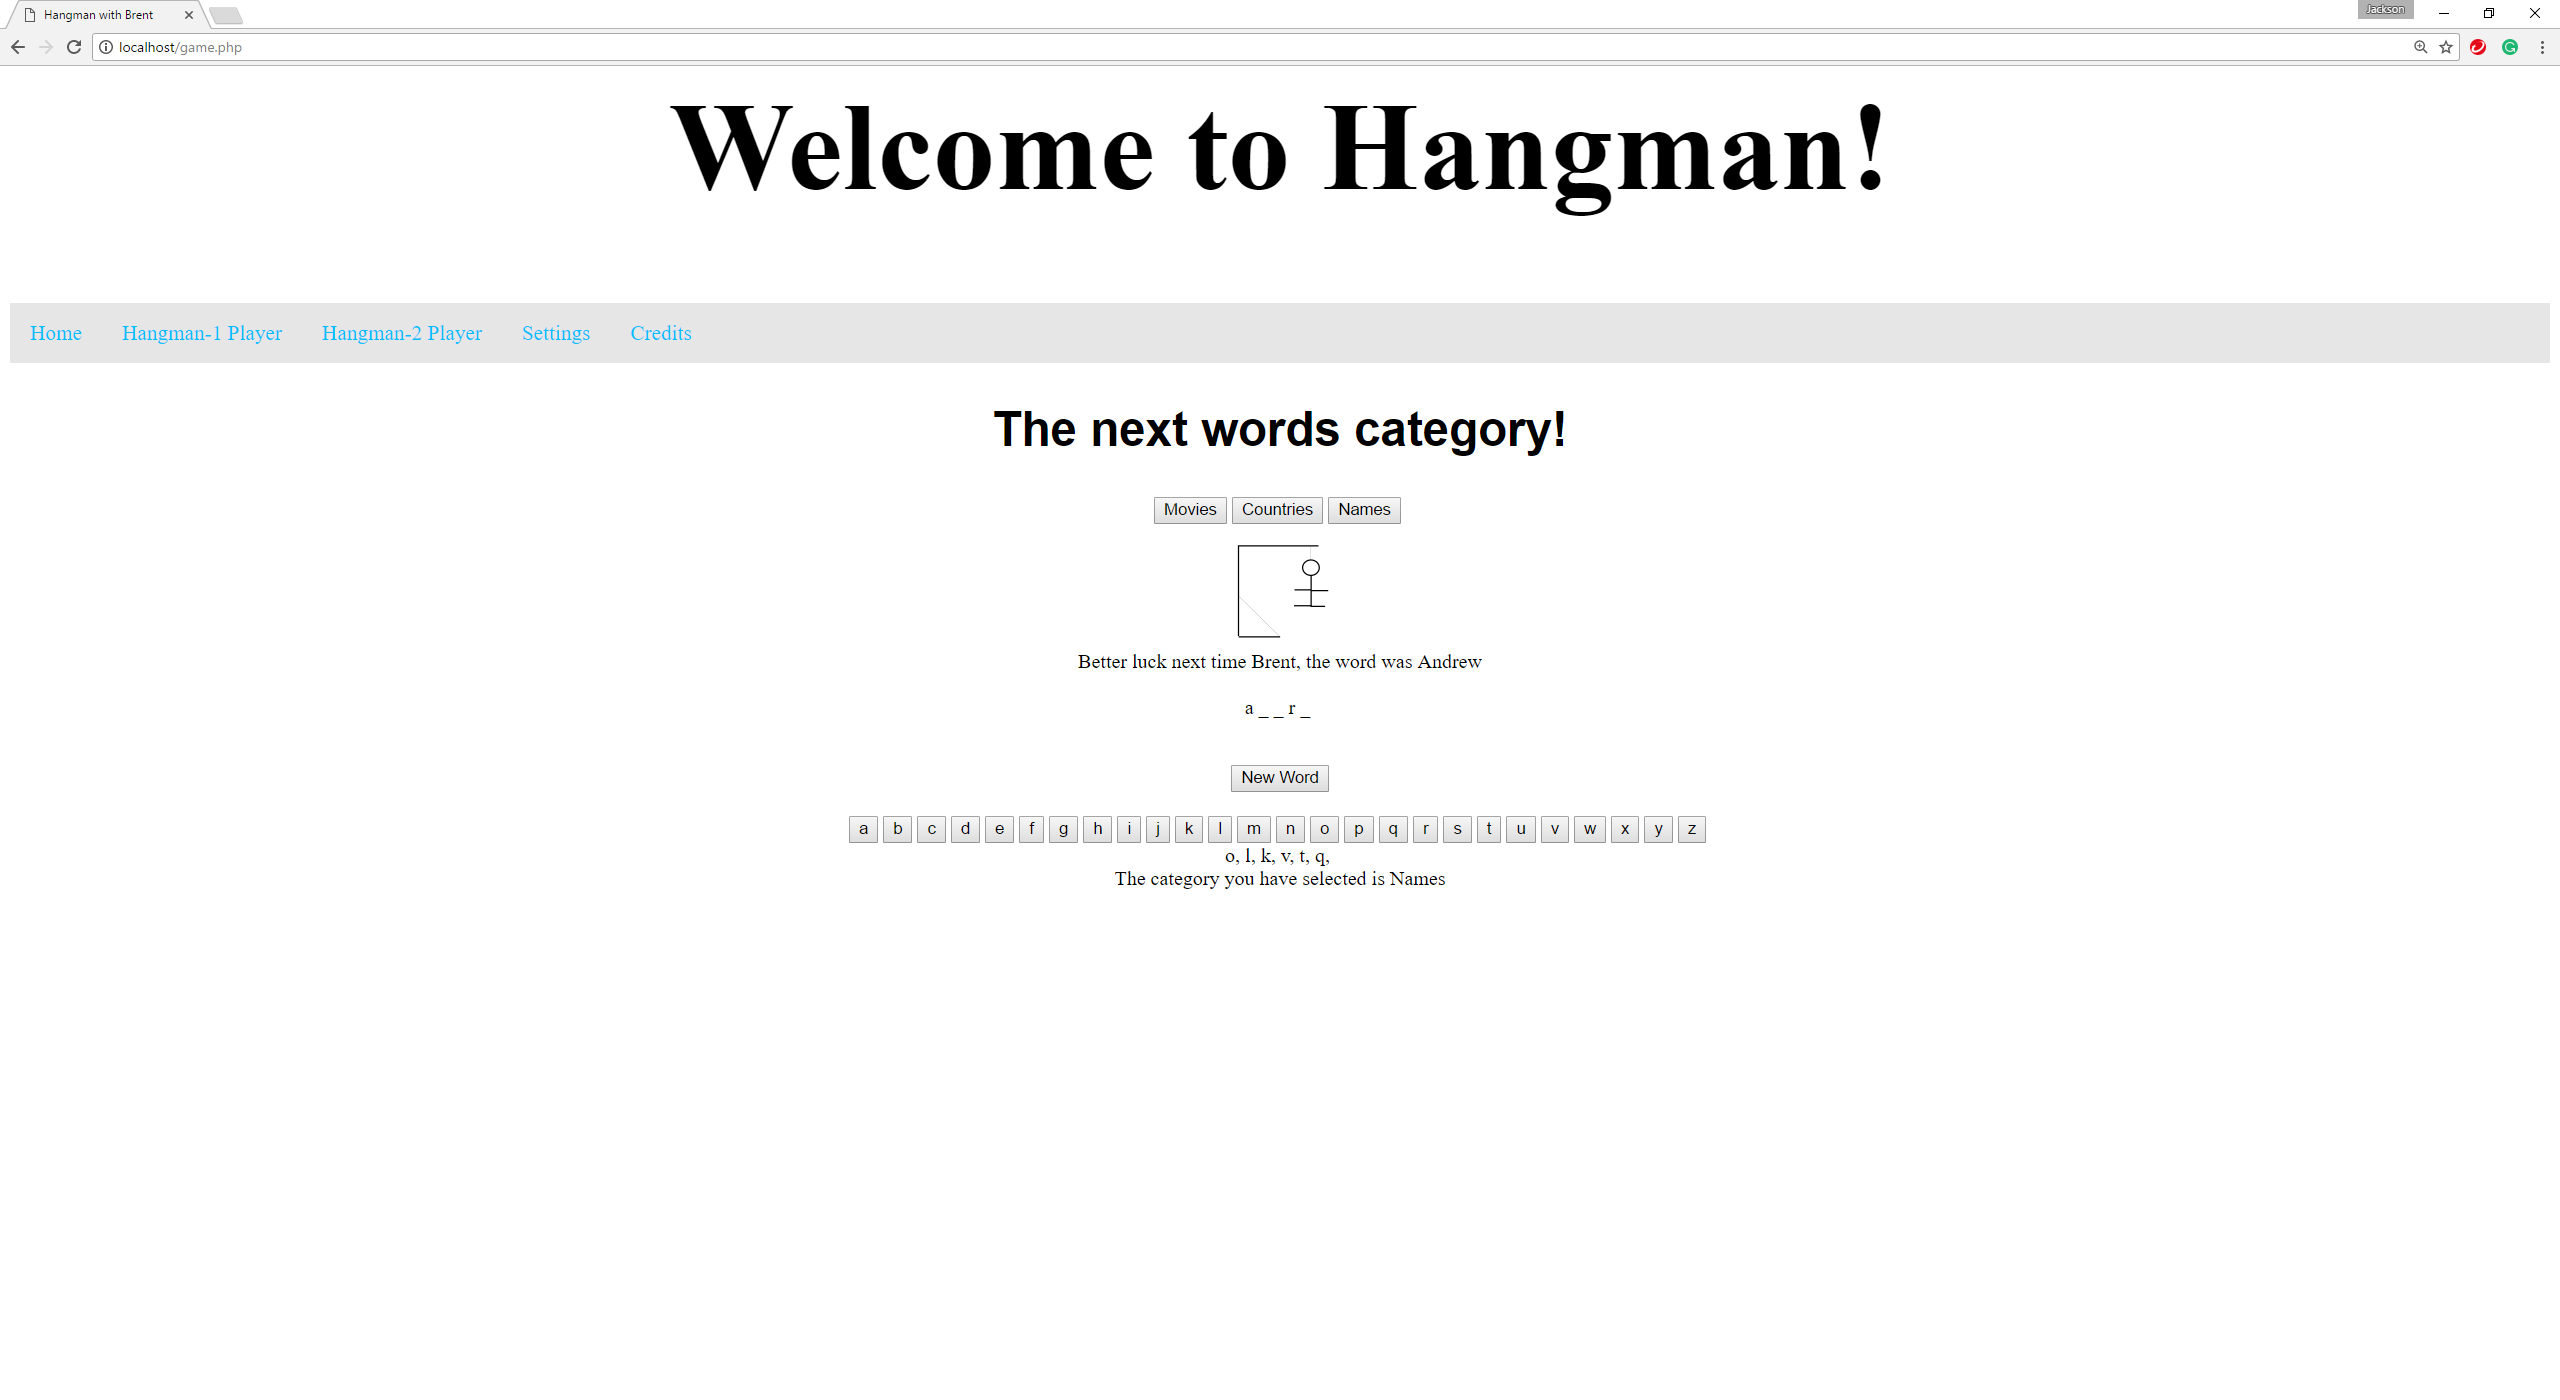 Hangman with Brent
Jackson
localhost/game.php
Welcome to Hangman!
Home Hangman-1 Player Hangman-2 Player Settings Credits
The next words category!
Movies Countries Names
Better luck next time Brent, the word was Andrew
a _ _ r _
New Word
a b c d e f g h i j k l m n o p q r s t u v w x y z
o, l, k, v, t, q,
The category you have selected is Names